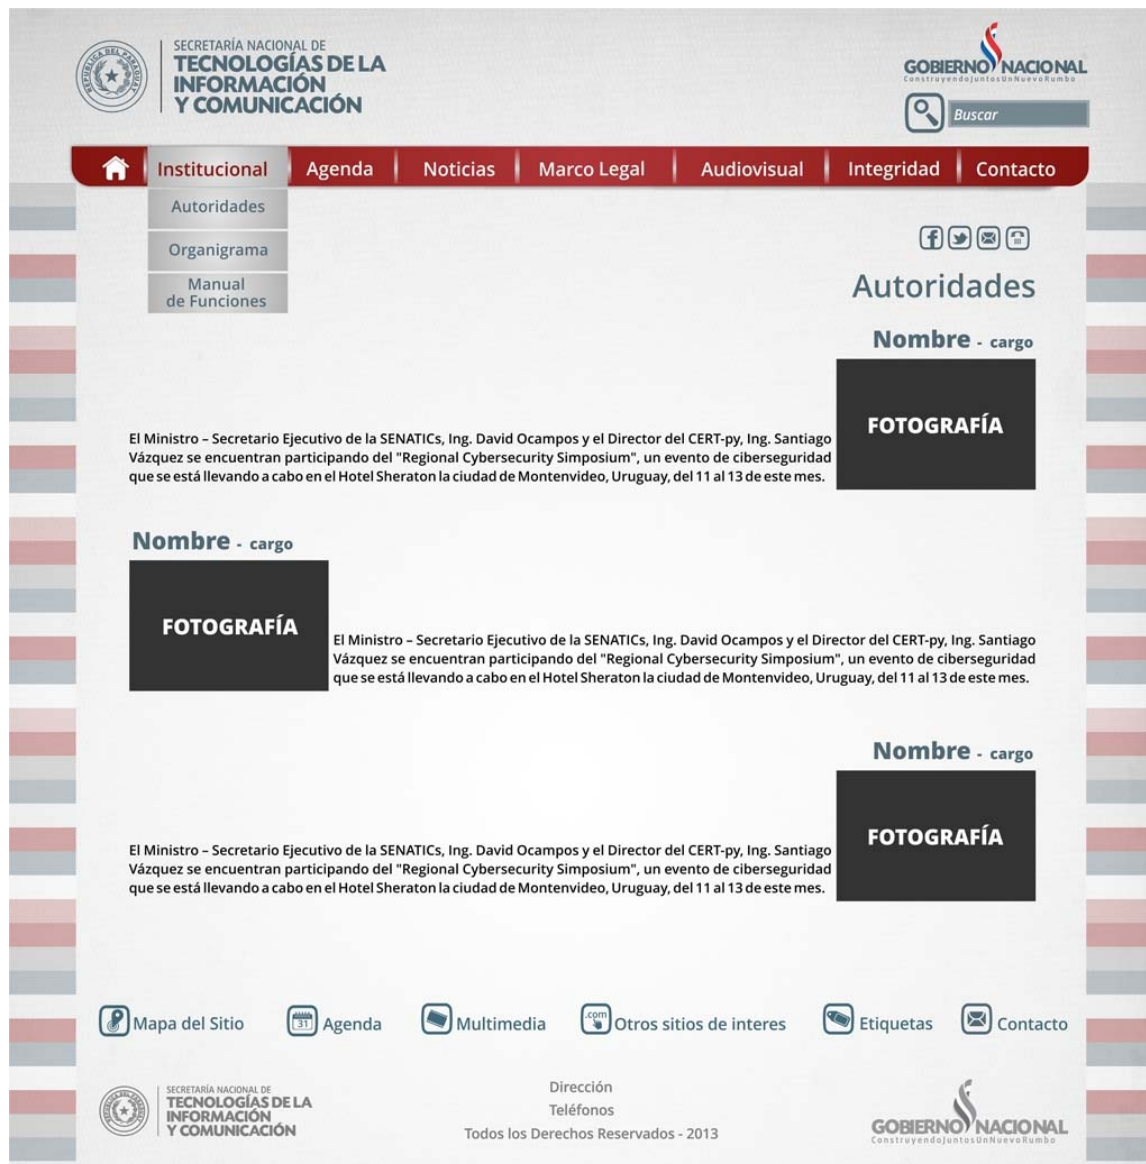 REPUBLICA DEL PARAGUAY
SECRETARÍA NACIONAL DE
TECNOLOGÍAS DE LA
INFORMACIÓN
Y COMUNICACIÓN
GOBIERNO NACIONAL
ConstruyendoJuntosUnNuevoRumbo
Buscar
Institucional Agenda Noticias Marco Legal Audiovisual Integridad Contacto
Autoridades
Organigrama
Manual
de Funciones
Autoridades
Nombre - cargo
FOTOGRAFÍA
El Ministro – Secretario Ejecutivo de la SENATICs, Ing. David Ocampos y el Director del CERT-py, Ing. Santiago
Vázquez se encuentran participando del "Regional Cybersecurity Simposium", un evento de ciberseguridad
que se está llevando a cabo en el Hotel Sheraton la ciudad de Montenvideo, Uruguay, del 11 al 13 de este mes.
Nombre - cargo
FOTOGRAFÍA
El Ministro – Secretario Ejecutivo de la SENATICs, Ing. David Ocampos y el Director del CERT-py, Ing. Santiago
Vázquez se encuentran participando del "Regional Cybersecurity Simposium", un evento de ciberseguridad
que se está llevando a cabo en el Hotel Sheraton la ciudad de Montenvideo, Uruguay, del 11 al 13 de este mes.
Nombre - cargo
FOTOGRAFÍA
El Ministro – Secretario Ejecutivo de la SENATICs, Ing. David Ocampos y el Director del CERT-py, Ing. Santiago
Vázquez se encuentran participando del "Regional Cybersecurity Simposium", un evento de ciberseguridad
que se está llevando a cabo en el Hotel Sheraton la ciudad de Montenvideo, Uruguay, del 11 al 13 de este mes.
Mapa del Sitio 31 Agenda Multimedia .com Otros sitios de interes Etiquetas Contacto
SECRETARÍA NACIONAL DE
TECNOLOGÍAS DE LA
INFORMACIÓN
Y COMUNICACIÓN
Dirección
Teléfonos
Todos los Derechos Reservados - 2013
GOBIERNO NACIONAL
ConstruyendoJuntosUnNuevoRumbo